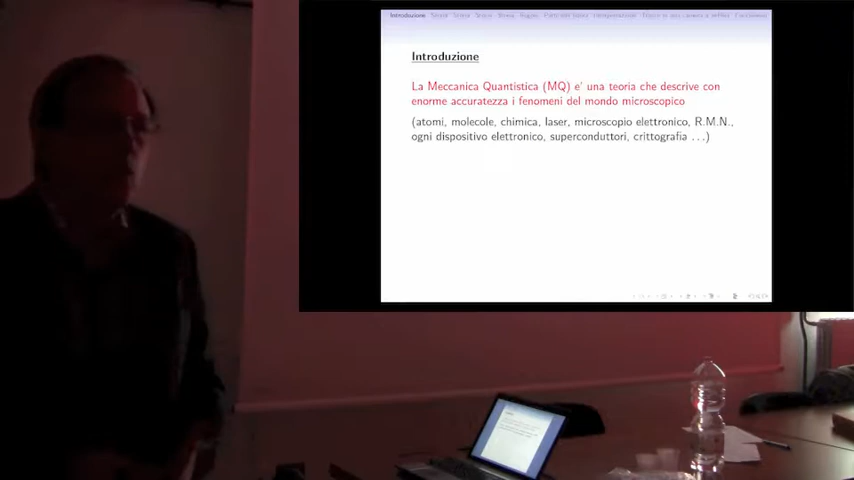 Introduzione
Introduzione
La Meccanica Quantistica (MQ) e' una teoria che descrive con
enorme accuratezza i fenomeni del mondo microscopico
(atomi, molecole, chimica, laser, microscopio elettronico, R.M.N.,
ogni dispositivo elettronico, superconduttori, crittografia ...)